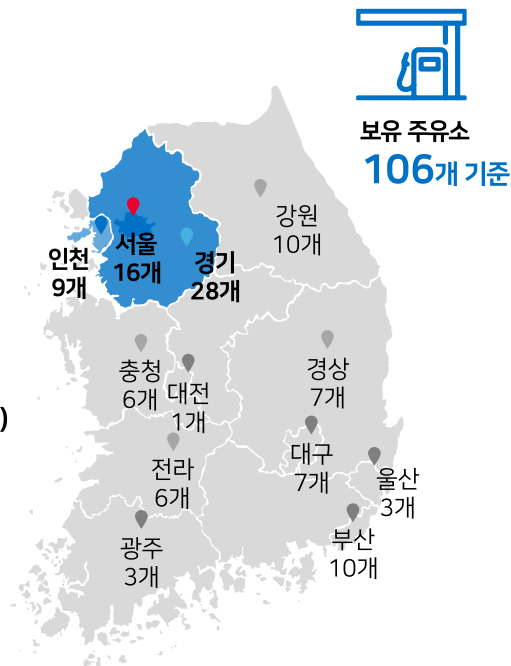 보유 주유소
106개 기준
강원
10개
서울
16개
인천
9개
경기
28개
충청
6개
대전
1개
경상
7개
대구
7개
전라
6개
울산
3개
광주
3개
부산
10개
)